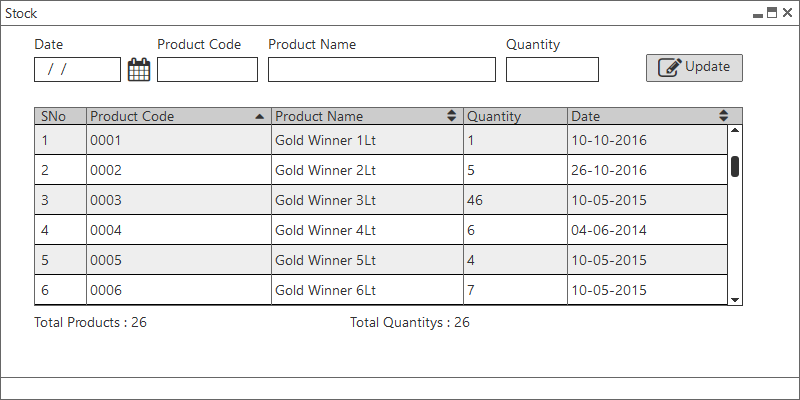 Stock
Date Product Code Product Name Quantity
/ / Update
SNo Product Code Product Name Quantity Date
1 0001 Gold Winner 1Lt 1 10-10-2016
2 0002 Gold Winner 2Lt 5 26-10-2016
3 0003 Gold Winner 3Lt 46 10-05-2015
4 0004 Gold Winner 4Lt 6 04-06-2014
5 0005 Gold Winner 5Lt 4 10-05-2015
6 0006 Gold Winner 6Lt 7 10-05-2015
Total Products : 26 Total Quantitys : 26